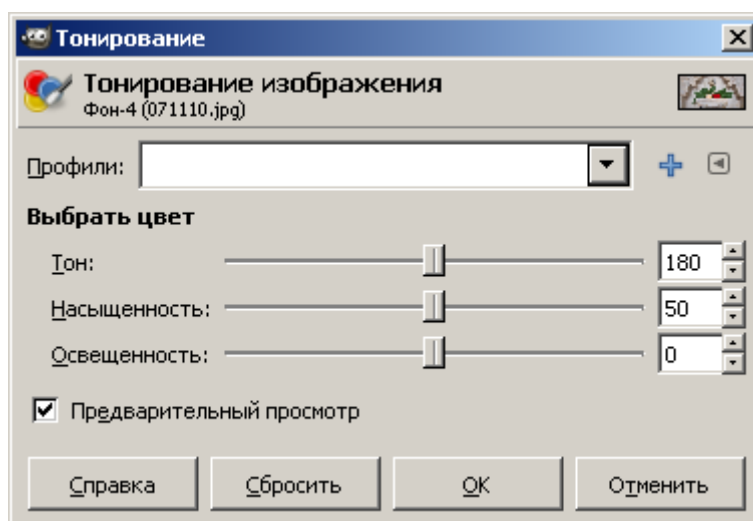 Тонирование
Тонирование изображения
Фон-4 (071110.jpg)
Профили:
Выбрать цвет
Тон: 180
Насыщенность: 50
Освещенность: 0
Предварительный просмотр
Справка Сбросить OK Отменить